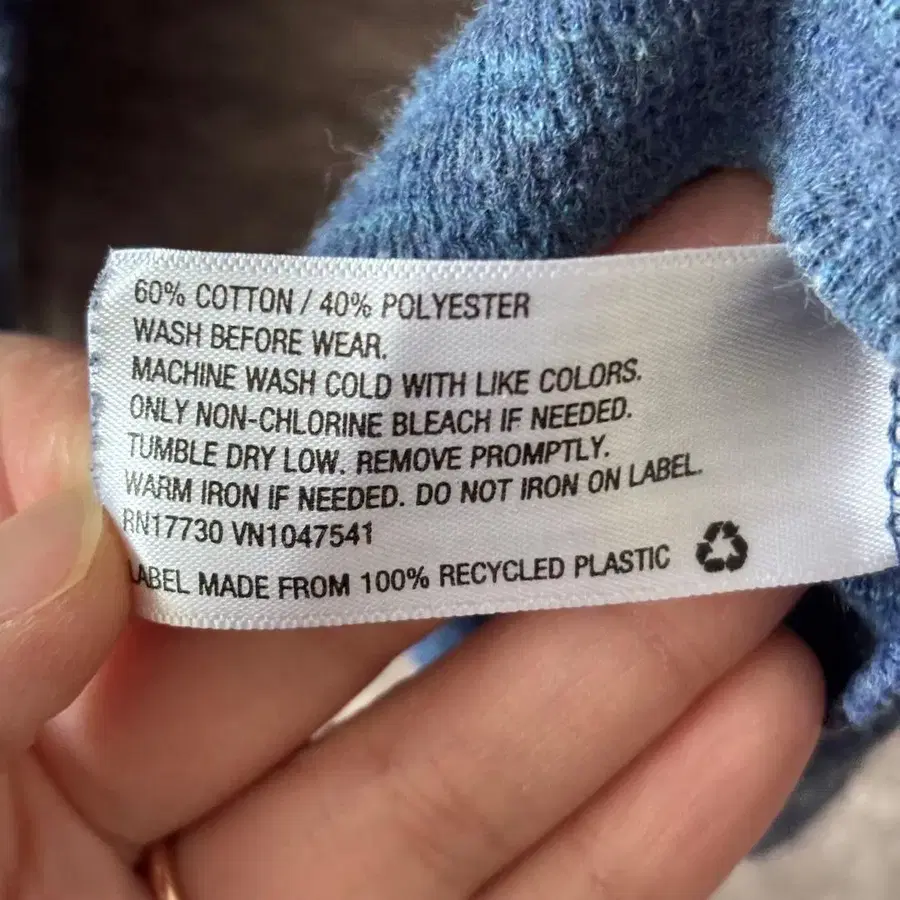 60% COTTON / 40% POLYESTER
WASH BEFORE WEAR.
MACHINE WASH COLD WITH LIKE COLORS.
ONLY NON-CHLORINE BLEACH IF NEEDED.
TUMBLE DRY LOW. REMOVE PROMPTLY.
WARM IRON IF NEEDED. DO NOT IRON ON LABEL.
RN17730 VN1047541
LABEL MADE FROM 100% RECYCLED PLASTIC